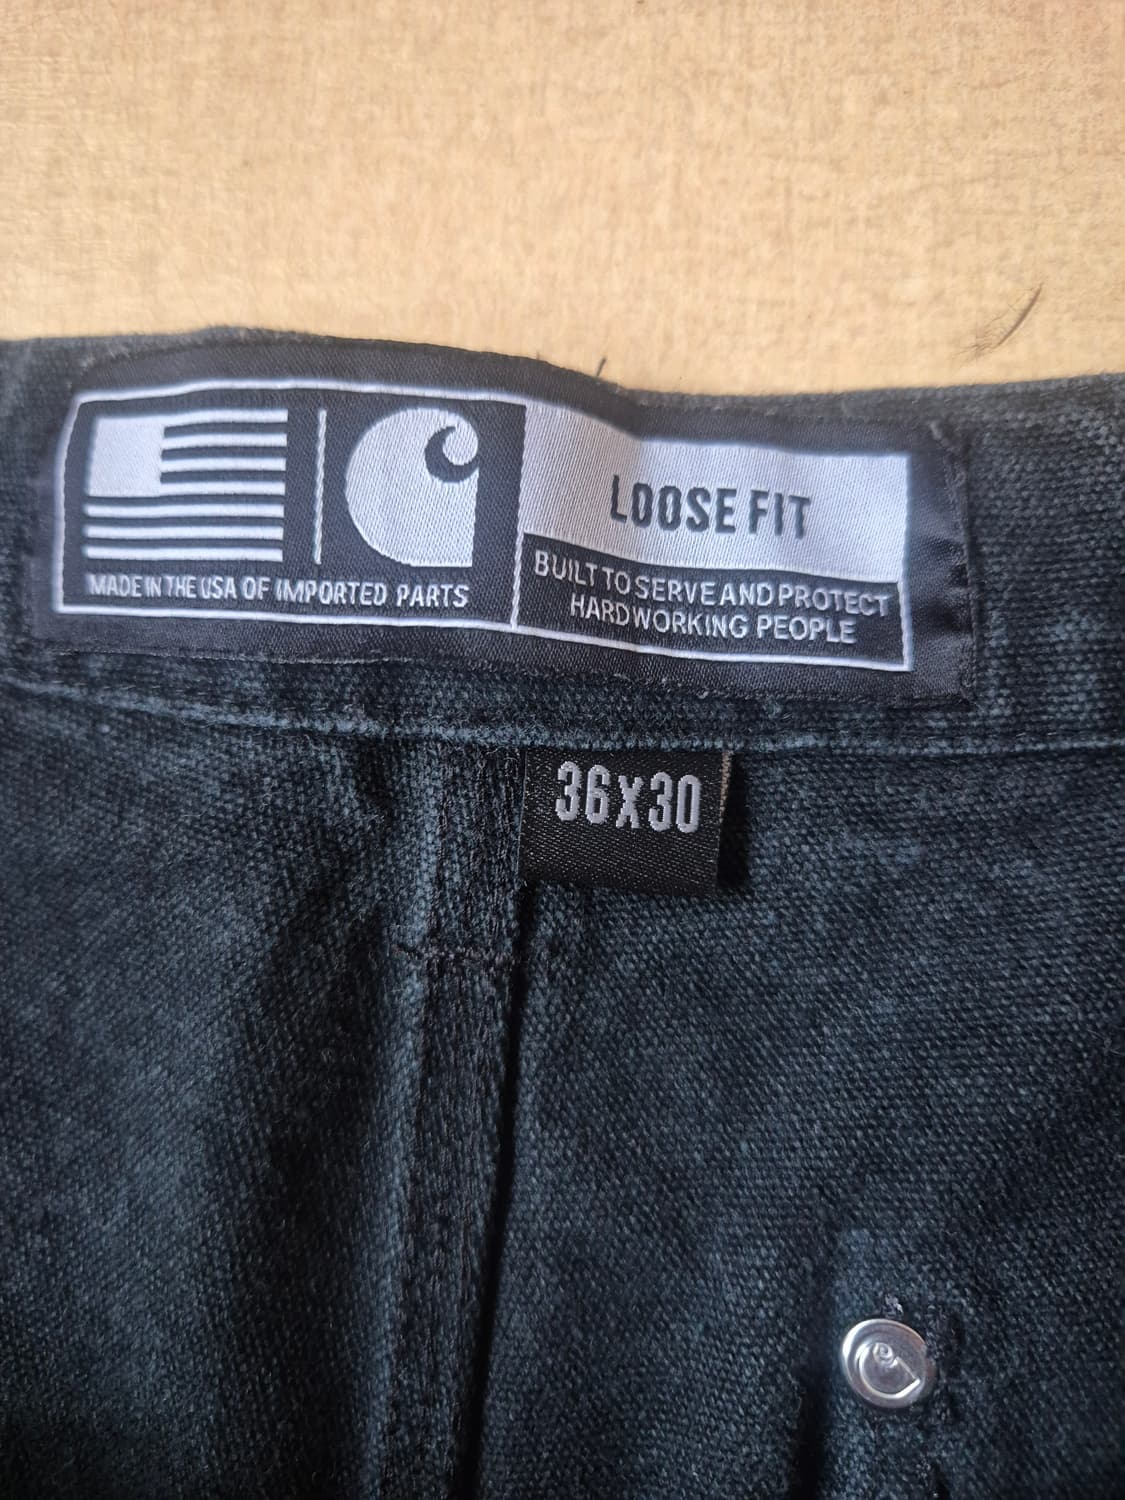 MADE IN THE USA OF IMPORTED PARTS
LOOSE FIT
BUILT TO SERVE AND PROTECT
HARDWORKING PEOPLE
36X30